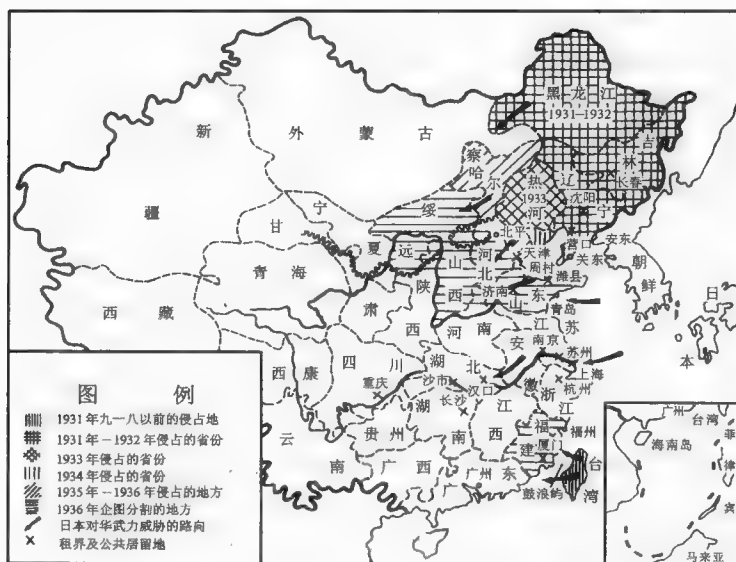 黑龙江
1931—1932
吉林
长春
辽宁
沈阳
热河
1933
察哈尔
绥远
新疆
外蒙古
甘肃
宁夏
青海
西藏
西康
四川
重庆
云南
贵州
广西
广东
广州
湖南
长沙
湖北
沙市
汉口
陕西
山西
河北
北平
天津
周村
潍县
济南
山东
青岛
营口
关东
安东
朝鲜
日本
河南
江苏
南京
苏州
上海
安徽
浙江
杭州
江西
福建
福州
厦门
鼓浪屿
台湾
图 例
1931年九一八以前的侵占地
1931年－1932年侵占的省份
1933年侵占的省份
1934年侵占的省份
1935年－1936年侵占的地方
1936年企图分割的地方
日本对华武力威胁的路向
租界及公共居留地
广州
台湾
海南岛
菲
宾
马来亚